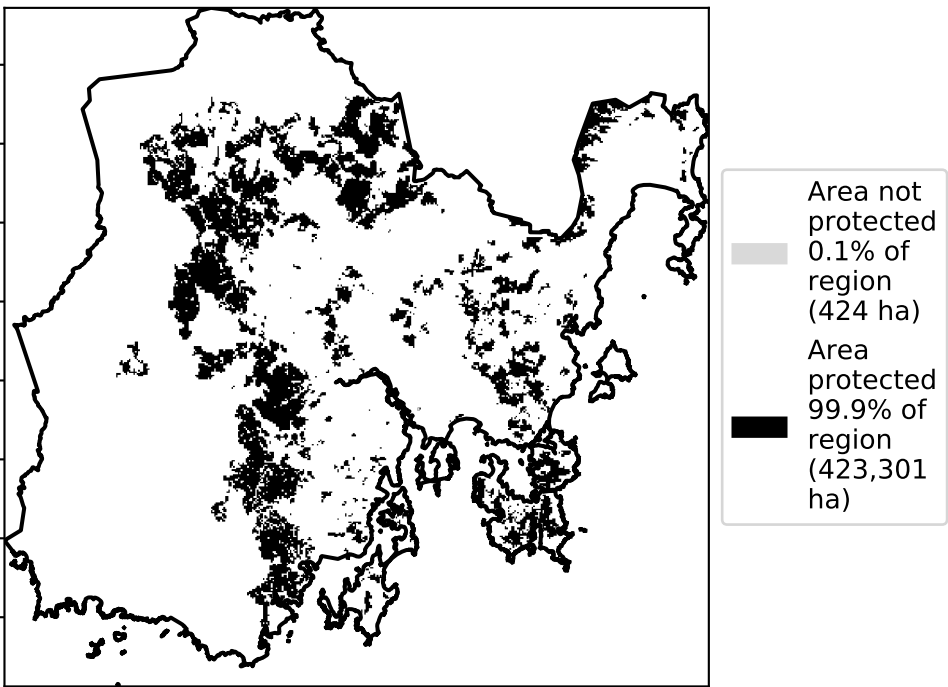 Area not
protected
0.1% of
region
(424 ha)
Area
protected
99.9% of
region
(423,301
ha)